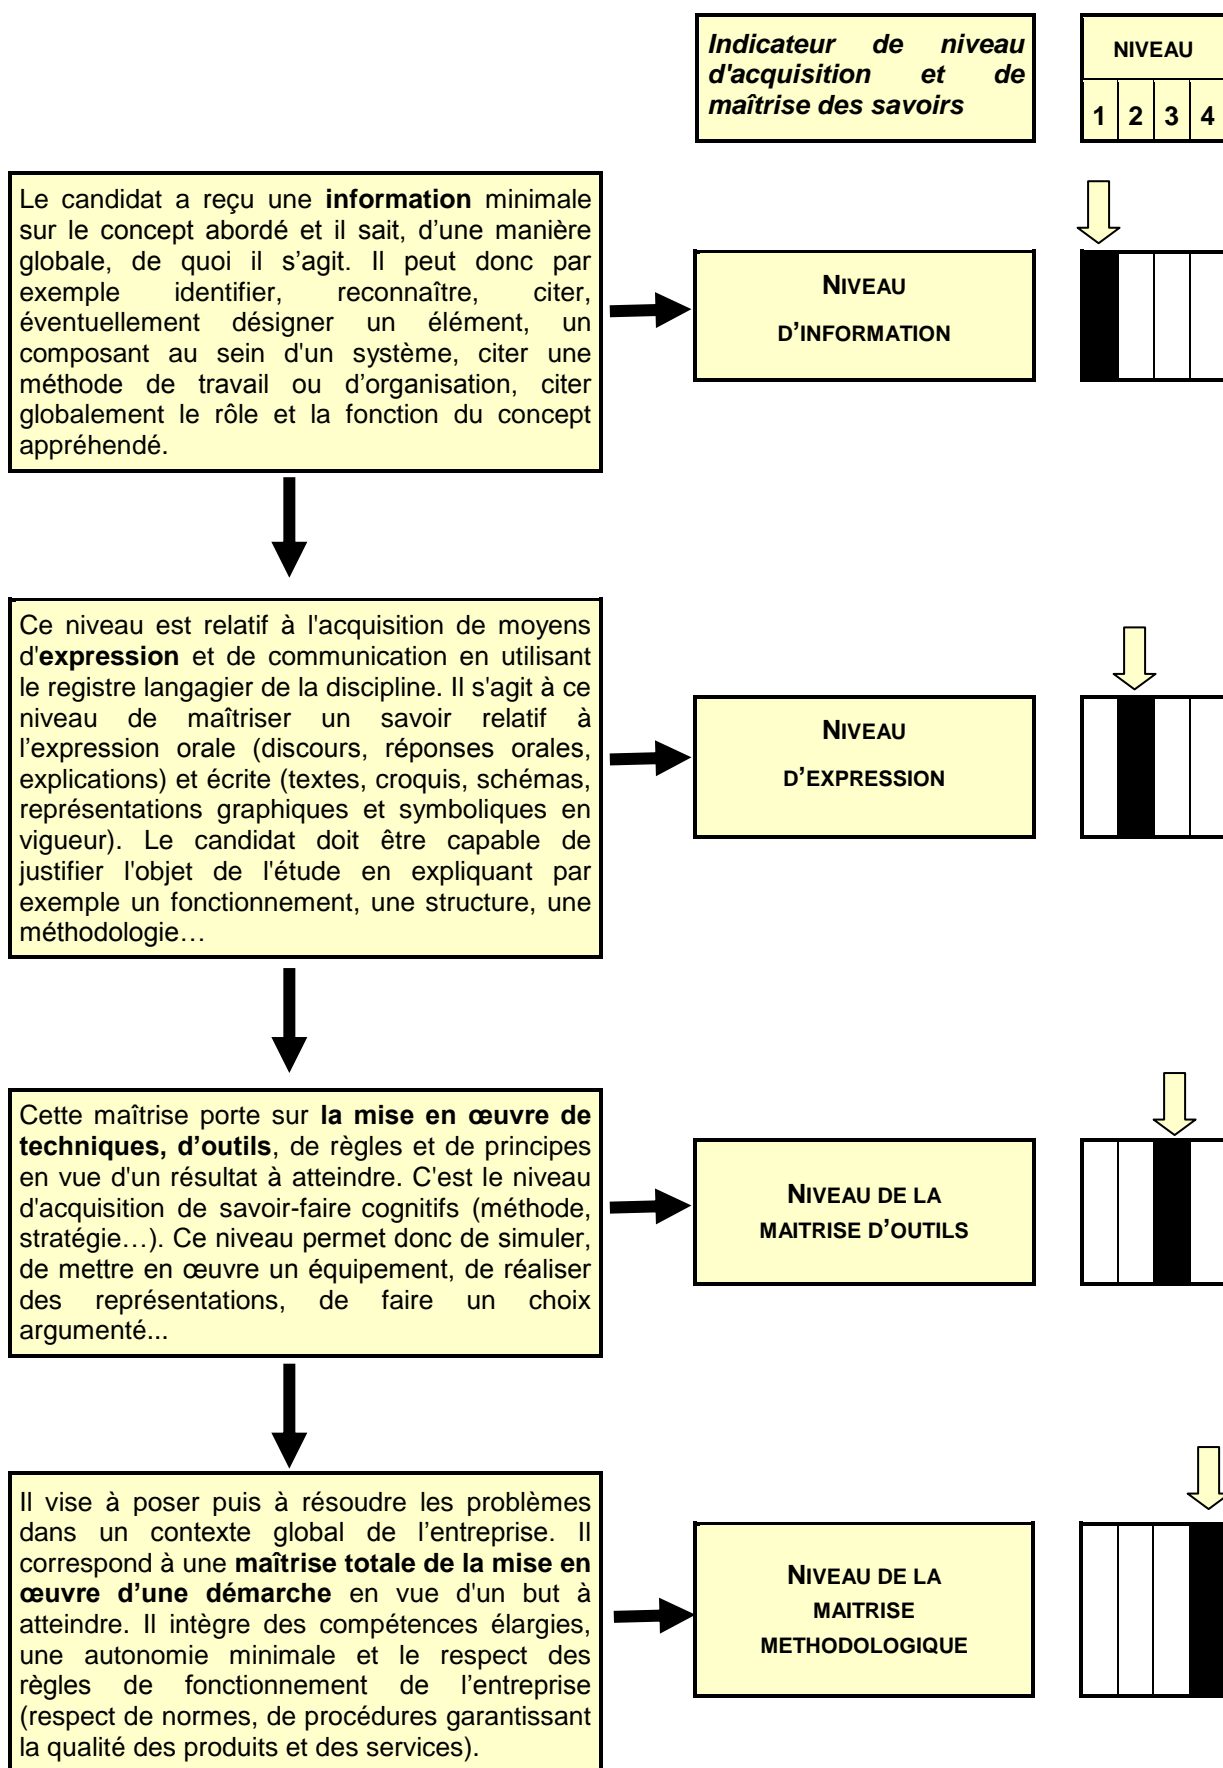 Indicateur de niveau
d'acquisition et de
maîtrise des savoirs
NIVEAU
1 2 3 4
Le candidat a reçu une information minimale
sur le concept abordé et il sait, d’une manière
globale, de quoi il s’agit. Il peut donc par
exemple identifier, reconnaître, citer,
éventuellement désigner un élément, un
composant au sein d'un système, citer une
méthode de travail ou d’organisation, citer
globalement le rôle et la fonction du concept
appréhendé.
NIVEAU
D’INFORMATION
Ce niveau est relatif à l'acquisition de moyens
d'expression et de communication en utilisant
le registre langagier de la discipline. Il s'agit à ce
niveau de maîtriser un savoir relatif à
l’expression orale (discours, réponses orales,
explications) et écrite (textes, croquis, schémas,
représentations graphiques et symboliques en
vigueur). Le candidat doit être capable de
justifier l'objet de l'étude en expliquant par
exemple un fonctionnement, une structure, une
méthodologie…
NIVEAU
D’EXPRESSION
Cette maîtrise porte sur la mise en œuvre de
techniques, d’outils, de règles et de principes
en vue d'un résultat à atteindre. C'est le niveau
d'acquisition de savoir-faire cognitifs (méthode,
stratégie…). Ce niveau permet donc de simuler,
de mettre en œuvre un équipement, de réaliser
des représentations, de faire un choix
argumenté...
NIVEAU DE LA
MAITRISE D’OUTILS
Il vise à poser puis à résoudre les problèmes
dans un contexte global de l’entreprise. Il
correspond à une maîtrise totale de la mise en
œuvre d’une démarche en vue d'un but à
atteindre. Il intègre des compétences élargies,
une autonomie minimale et le respect des
règles de fonctionnement de l’entreprise
(respect de normes, de procédures garantissant
la qualité des produits et des services).
NIVEAU DE LA
MAITRISE
METHODOLOGIQUE